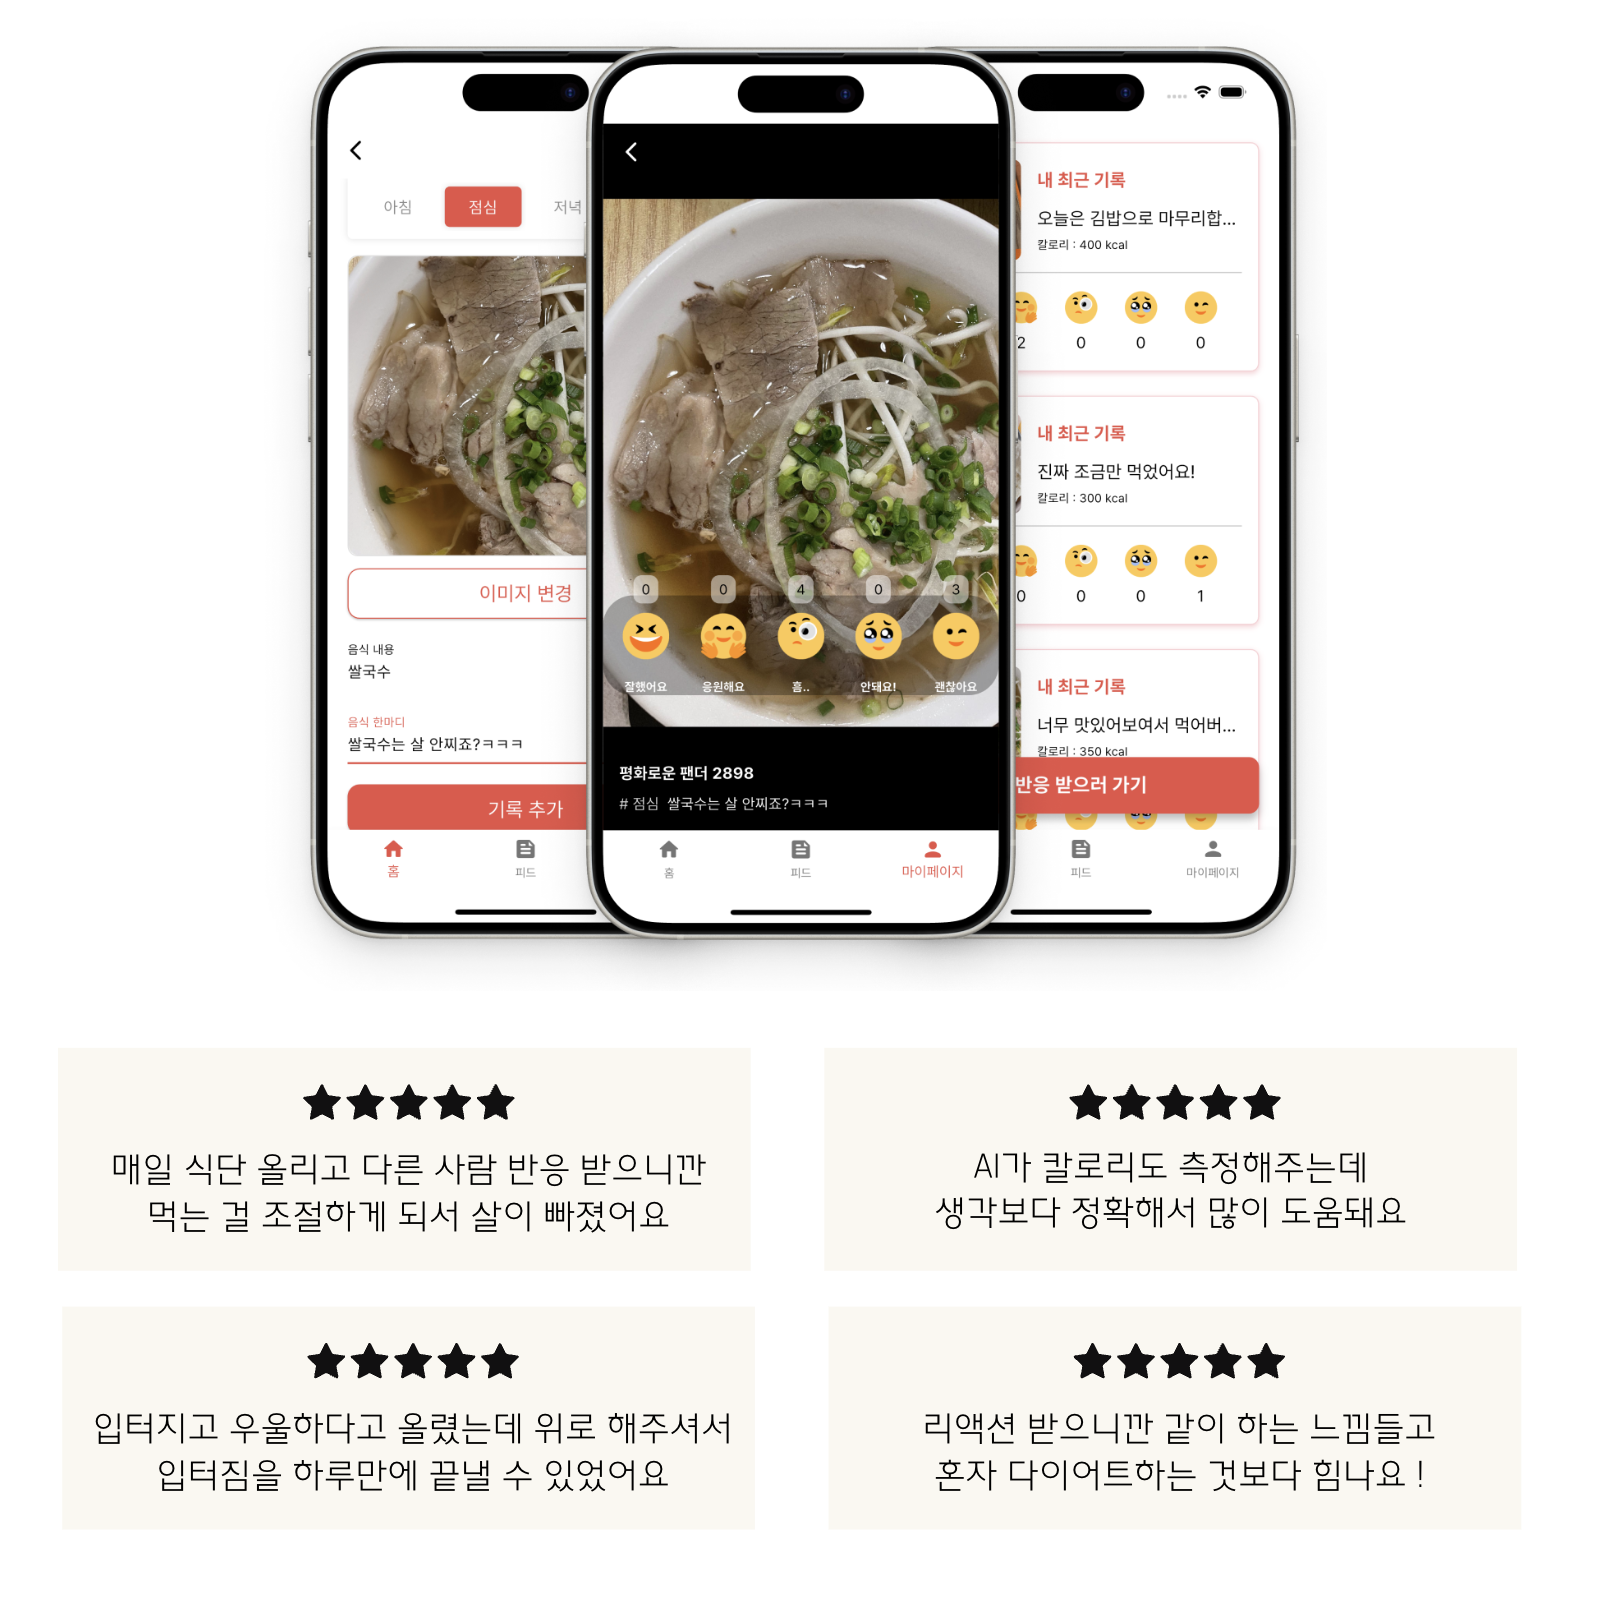 아침
점심
저녁
이미지 변경
음식 내용
쌀국수
음식 한마디
쌀국수는 살 안찌죠?ㅋㅋㅋ
기록 추가
홈
피드
0
0
4
0
3
잘했어요
응원해요
흠..
안돼요!
괜찮아요
평화로운 팬더 2898
# 점심 쌀국수는 살 안찌죠?ㅋㅋㅋ
홈
피드
마이페이지
내 최근 기록
오늘은 김밥으로 마무리합...
칼로리 : 400 kcal
2
0
0
0
내 최근 기록
진짜 조금만 먹었어요!
칼로리 : 300 kcal
0
0
0
1
내 최근 기록
너무 맛있어보여서 먹어버...
칼로리 : 350 kcal
반응 받으러 가기
피드
마이페이지
매일 식단 올리고 다른 사람 반응 받으니깐
먹는 걸 조절하게 되서 살이 빠졌어요
AI가 칼로리도 측정해주는데
생각보다 정확해서 많이 도움돼요
입터지고 우울하다고 올렸는데 위로 해주셔서
입터짐을 하루만에 끝낼 수 있었어요
리액션 받으니깐 같이 하는 느낌들고
혼자 다이어트하는 것보다 힘나요 !